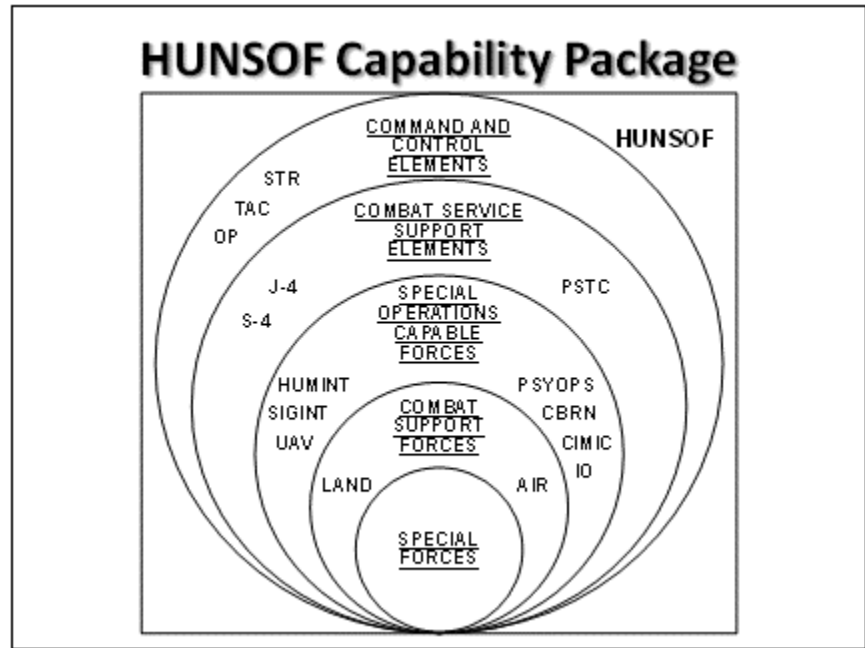 HUNSOF Capability Package
COMMAND AND
CONTROL
ELEMENTS
HUNSOF
STR
TAC
OP
COMBAT SERVICE
SUPPORT
ELEMENTS
J-4
S-4
PSTC
SPECIAL
OPERATIONS
CAPABLE
FORCES
HUMINT
SIGINT
UAV
PSYOPS
CBRN
CIMIC
IO
COMBAT
SUPPORT
FORCES
LAND
AIR
SPECIAL
FORCES